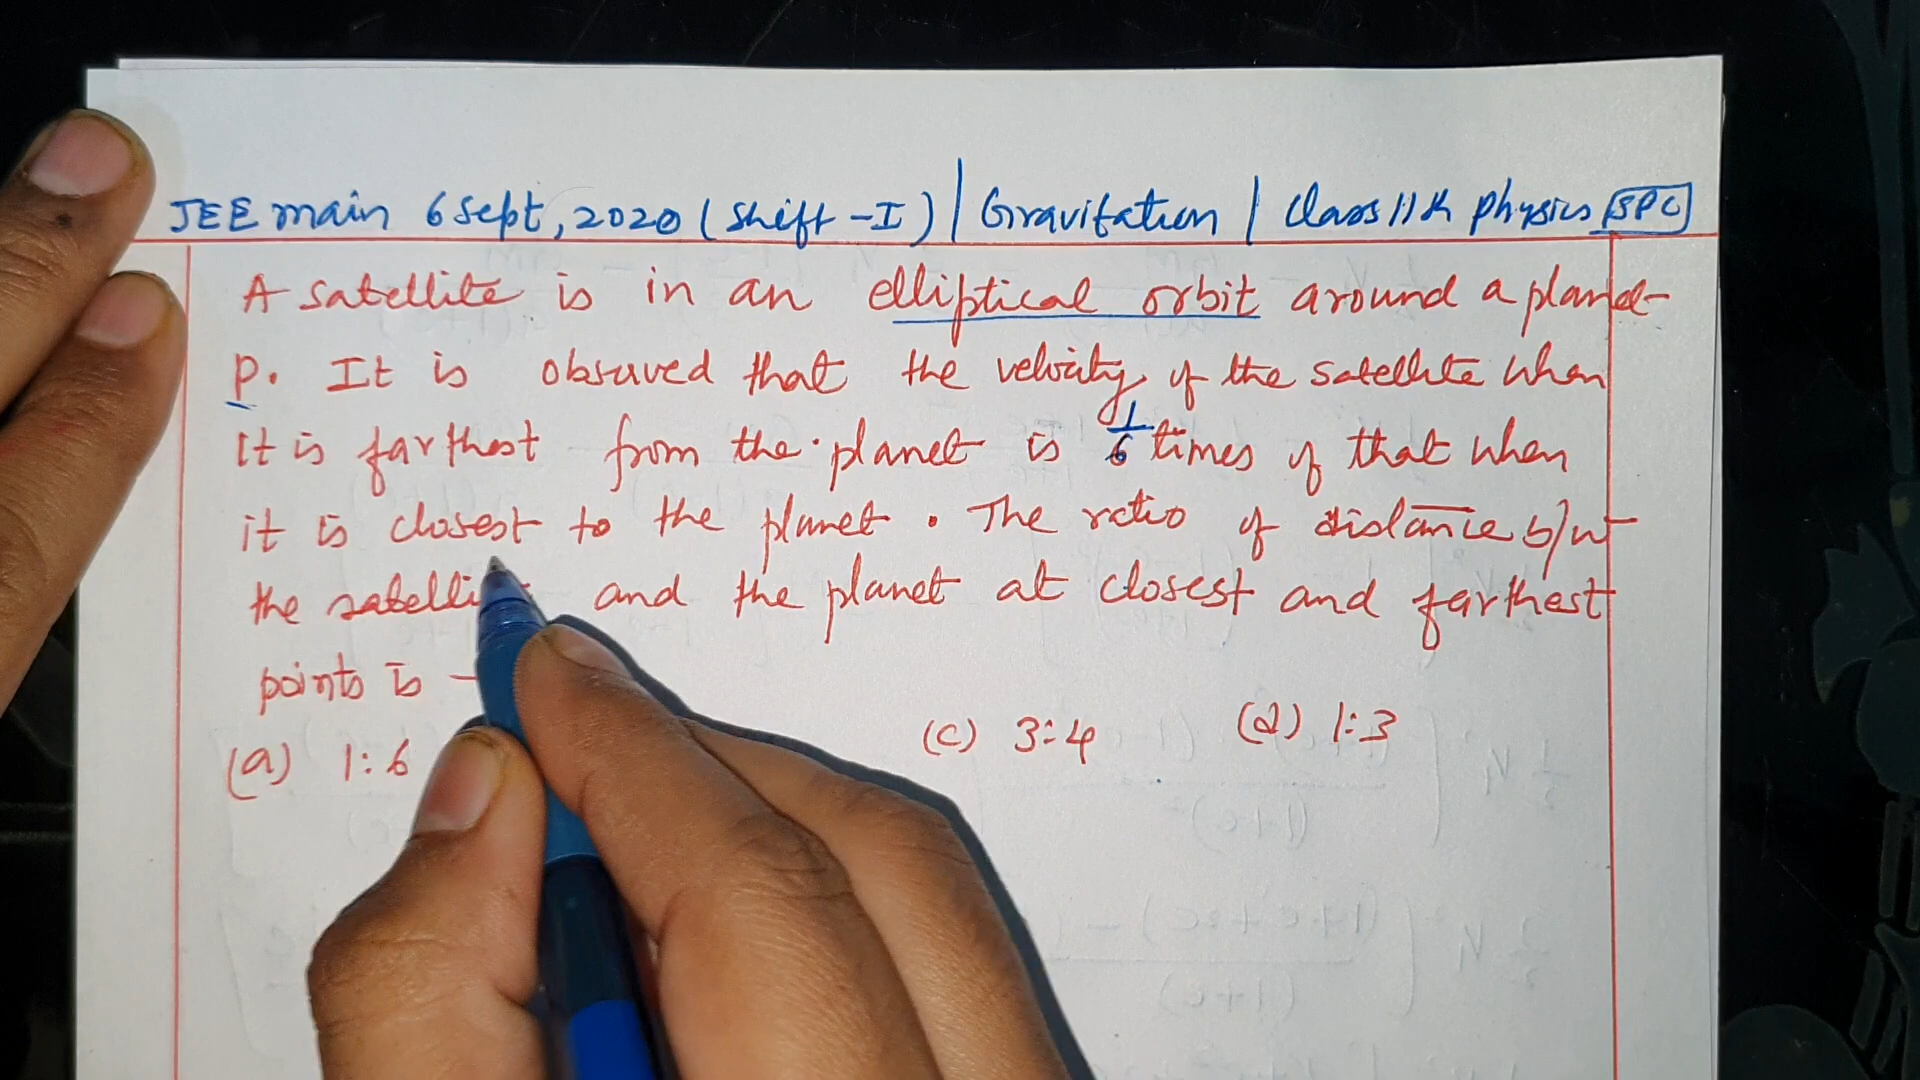 JEE main 6 Sept, 2020 (Shift-I) | Gravitation | Class 11th physics SPC
A satellite is in an elliptical orbit around a planet
P. It is observed that the velocity of the satellite when
it is farthest from the planet is 1/6 times of that when
it is closest to the planet. The ratio of distance b/w
the satellite and the planet at closest and farthest
points is -
(a) 1:6 (c) 3:4 (d) 1:3